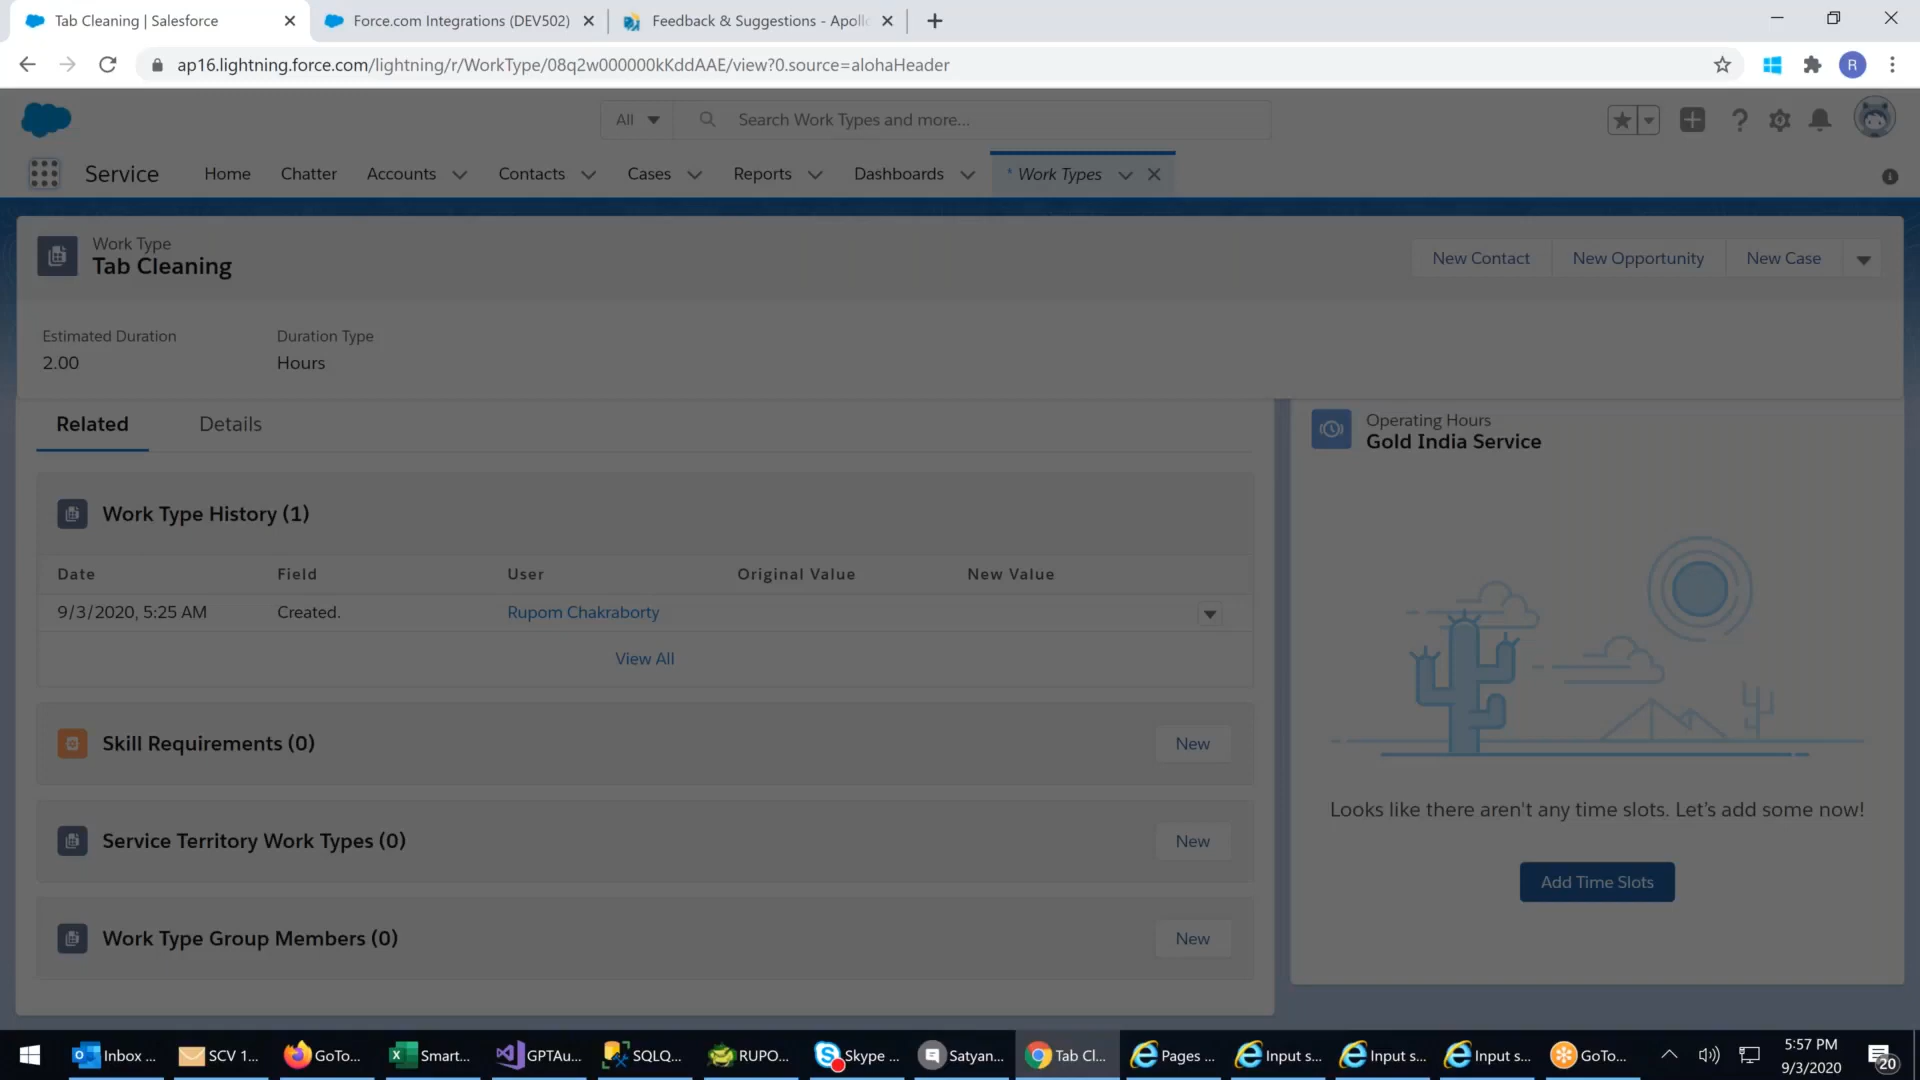 Tab Cleaning | Salesforce
Force.com Integrations (DEV502)
Feedback & Suggestions - Apoll
ap16.lightning.force.com/lightning/r/WorkType/08q2w000000kKddAAE/view?0.source=alohaHeader
R
All
Search Work Types and more...
Service
Home
Chatter
Accounts
Contacts
Cases
Reports
Dashboards
* Work Types
Work Type
Tab Cleaning
New Contact
New Opportunity
New Case
Estimated Duration
2.00
Duration Type
Hours
Related
Details
Work Type History (1)
Date Field User Original Value New Value
9/3/2020, 5:25 AM Created. Rupom Chakraborty
View All
Skill Requirements (0)
New
Service Territory Work Types (0)
New
Work Type Group Members (0)
New
Operating Hours
Gold India Service
Looks like there aren't any time slots. Let's add some now!
Add Time Slots
Inbox ...
SCV 1...
GoTo...
Smart...
GPTAu...
SQLQ...
RUPO...
Skype ...
Satyan...
Tab Cl...
Pages ...
Input s...
Input s...
Input s...
GoTo...
5:57 PM
9/3/2020
20